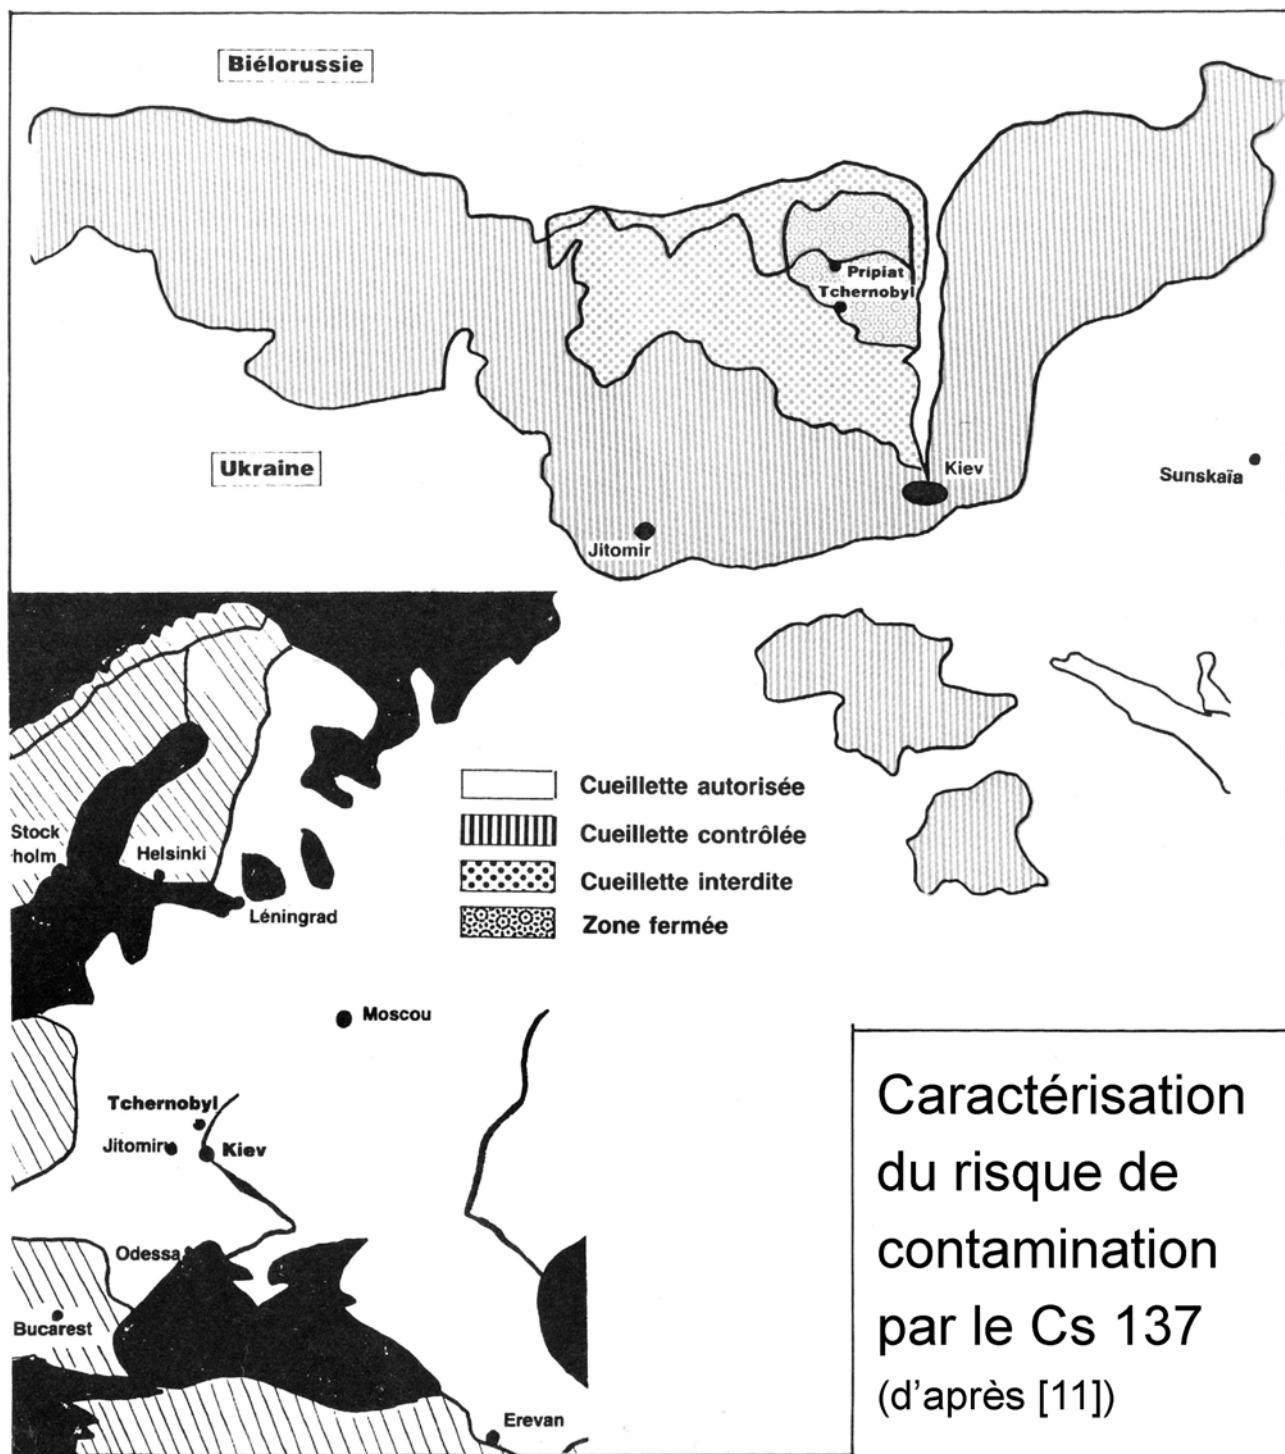 Biélorussie
Pripiat
Tchernobyl
Ukraine
Kiev
Sunskaïa
Jitomir
Cueillette autorisée
Cueillette contrôlée
Cueillette interdite
Zone fermée
Stock
holm
Helsinki
Léningrad
Moscou
Tchernobyl
Jitomir
Kiev
Odessa
Bucarest
Erevan
Caractérisation
du risque de
contamination
par le Cs 137
(d'après [11])